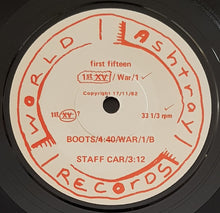 WORLD Ashtray RECORDS
first fifteen
1st XV /War/1 ✓
Copyright 17/11/82
1st/XV? 33 1/3 rpm ✓
BOOTS/4:40/WAR/1/B
STAFF CAR/3:12